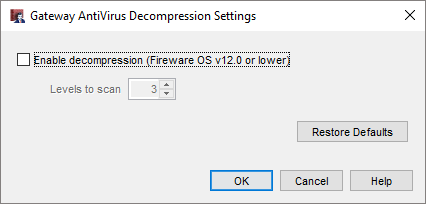 Gateway AntiVirus Decompression Settings
Enable decompression (Fireware OS v12.0 or lower)
Levels to scan 3
Restore Defaults
OK Cancel Help